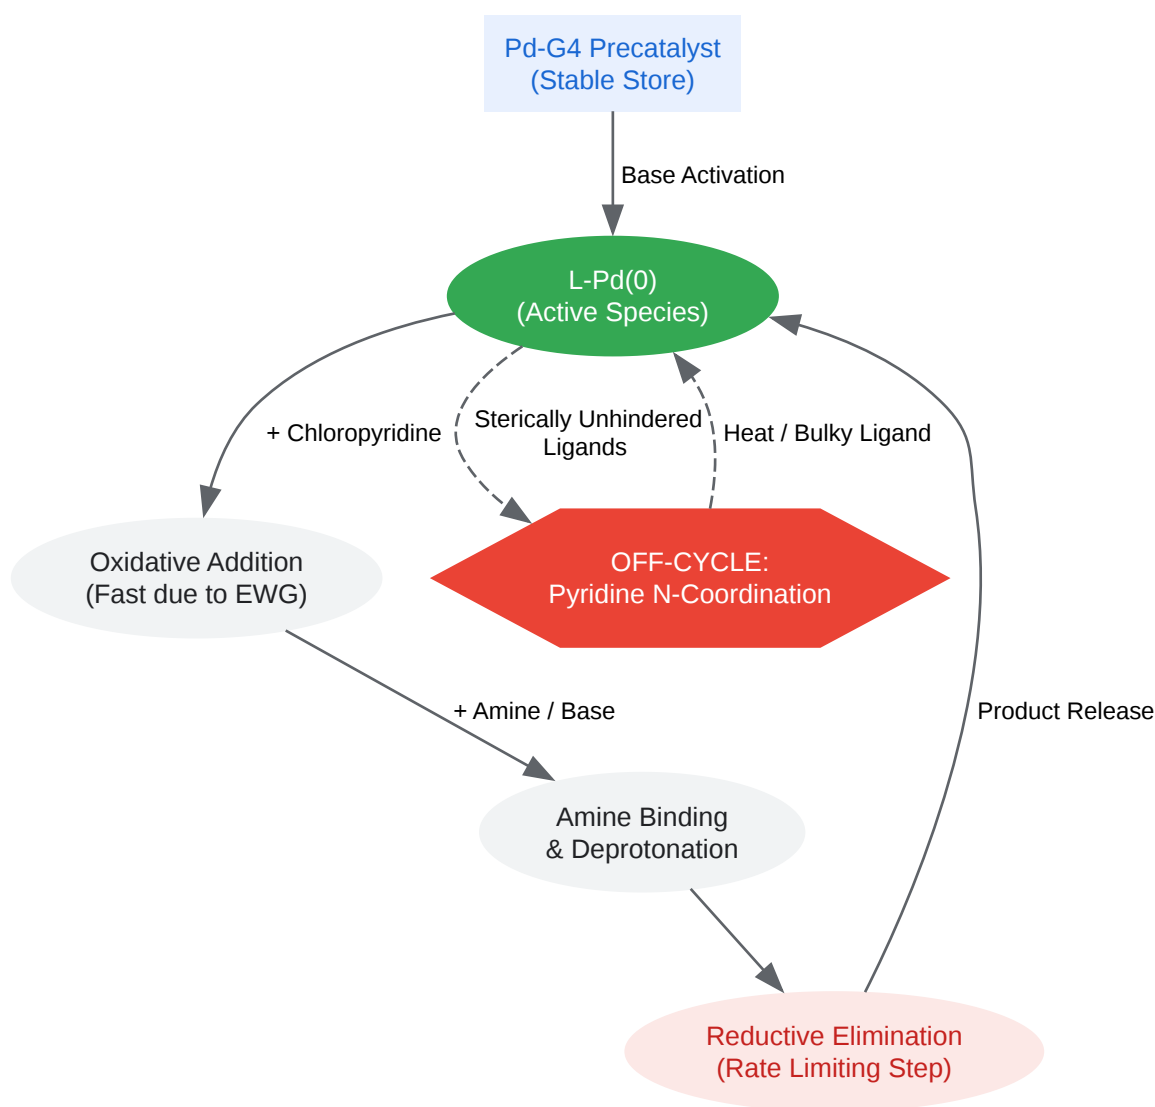 Pd-G4 Precatalyst
(Stable Store)
Base Activation
L-Pd(0)
(Active Species)
+ Chloropyridine
Sterically Unhindered
Ligands
Heat / Bulky Ligand
Oxidative Addition
(Fast due to EWG)
OFF-CYCLE:
Pyridine N-Coordination
+ Amine / Base
Product Release
Amine Binding
& Deprotonation
Reductive Elimination
(Rate Limiting Step)